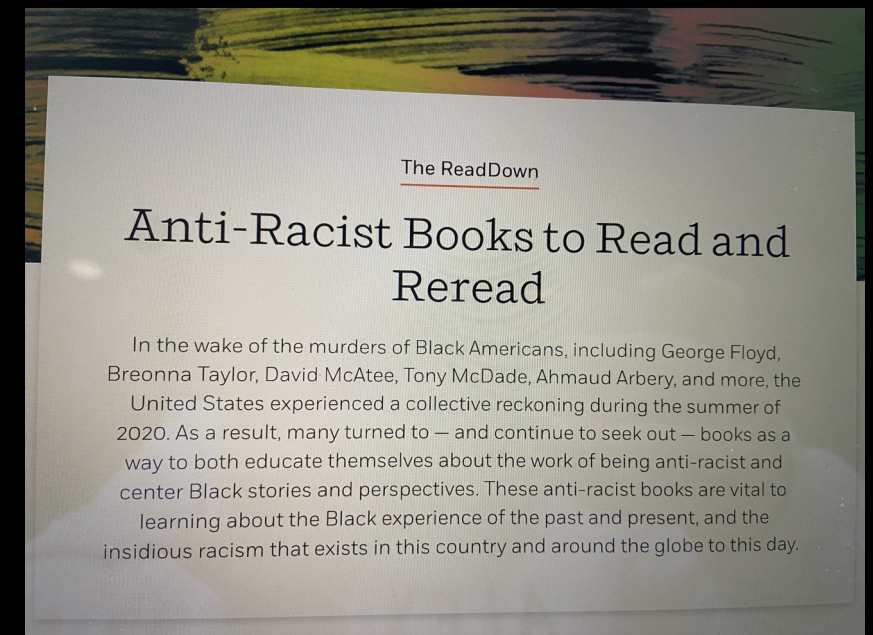 The ReadDown
Anti-Racist Books to Read and
Reread
In the wake of the murders of Black Americans, including George Floyd,
Breonna Taylor, David McAtee, Tony McDade, Ahmaud Arbery, and more, the
United States experienced a collective reckoning during the summer of
2020. As a result, many turned to — and continue to seek out — books as a
way to both educate themselves about the work of being anti-racist and
center Black stories and perspectives. These anti-racist books are vital to
learning about the Black experience of the past and present, and the
insidious racism that exists in this country and around the globe to this day.